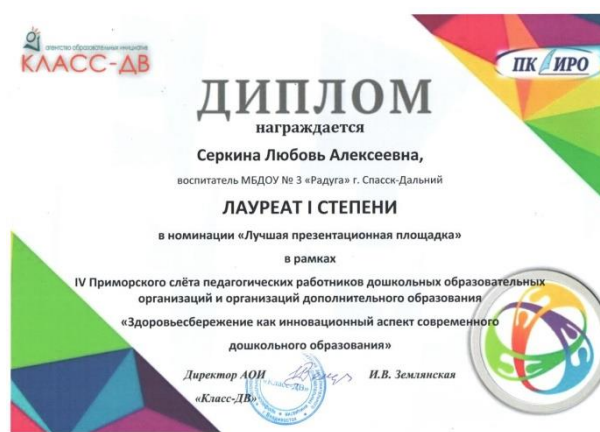 агентство образовательных инициатив
КЛАСС-ДВ
ПК ИРО
ДИПЛОМ
награждается
Серкина Любовь Алексеевна,
воспитатель МБДОУ № 3 «Радуга» г. Спасск-Дальний
ЛАУРЕАТ I СТЕПЕНИ
в номинации «Лучшая презентационная площадка»
в рамках
IV Приморского слёта педагогических работников дошкольных образовательных
организаций и организаций дополнительного образования
«Здоровьесбережение как инновационный аспект современного
дошкольного образования»
Директор АОИ И.В. Землянская
«Класс-ДВ»
«Класс-ДВ»